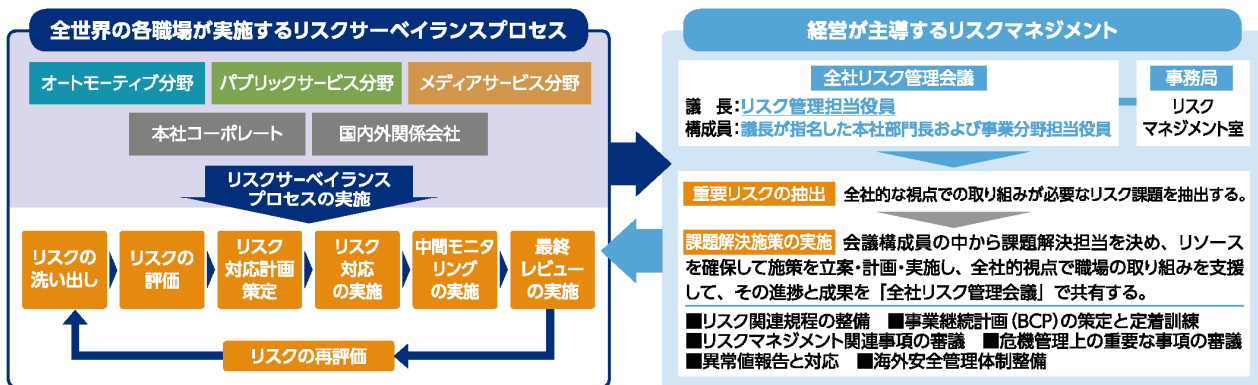 全世界の各職場が実施するリスクサーベイランスプロセス
オートモーティブ分野
パブリックサービス分野
メディアサービス分野
本社コーポレート
国内外関係会社
リスクサーベイランス
プロセスの実施
リスクの
洗い出し
リスクの
評価
リスク
対応計画
策定
リスク
対応
の実施
中間モニタ
リング
の実施
最終
レビュー
の実施
リスクの再評価
経営が主導するリスクマネジメント
全社リスク管理会議
議 長:リスク管理担当役員
構成員:議長が指名した本社部門長および事業分野担当役員
事務局
リスク
マネジメント室
重要リスクの抽出 全社的な視点での取り組みが必要なリスク課題を抽出する。
課題解決施策の実施 会議構成員の中から課題解決担当を決め、リソース
を確保して施策を立案・計画・実施し、全社的視点で職場の取り組みを支援
して、その進捗と成果を「全社リスク管理会議」で共有する。
■リスク関連規程の整備 ■事業継続計画(BCP)の策定と定着訓練
■リスクマネジメント関連事項の審議 ■危機管理上の重要な事項の審議
■異常値報告と対応 ■海外安全管理体制整備